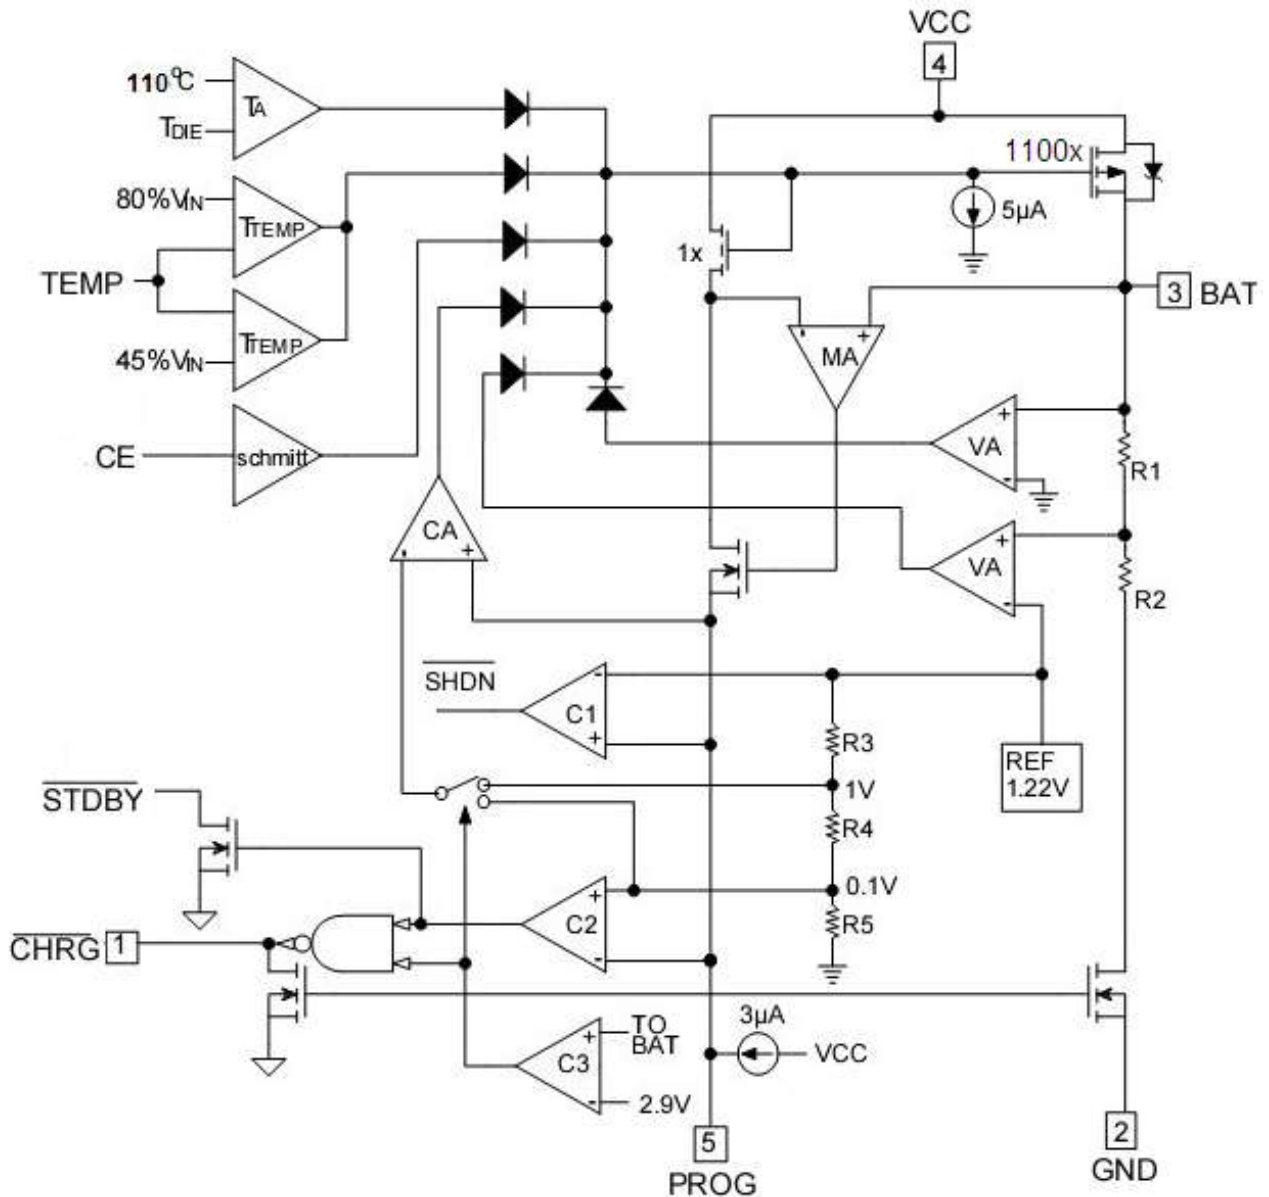 VCC
4
110°C
TA
TDIE
1100x
80%VIN
TTEMP
5µA
1x
TEMP
3
BAT
TTEMP
45%VIN
MA
CE
schmitt
VA
R1
CA
VA
R2
SHDN
C1
R3
REF
1.22V
STDBY
1V
R4
0.1V
C2
R5
CHRG
1
3µA
TO
BAT
VCC
C3
2.9V
5
PROG
2
GND